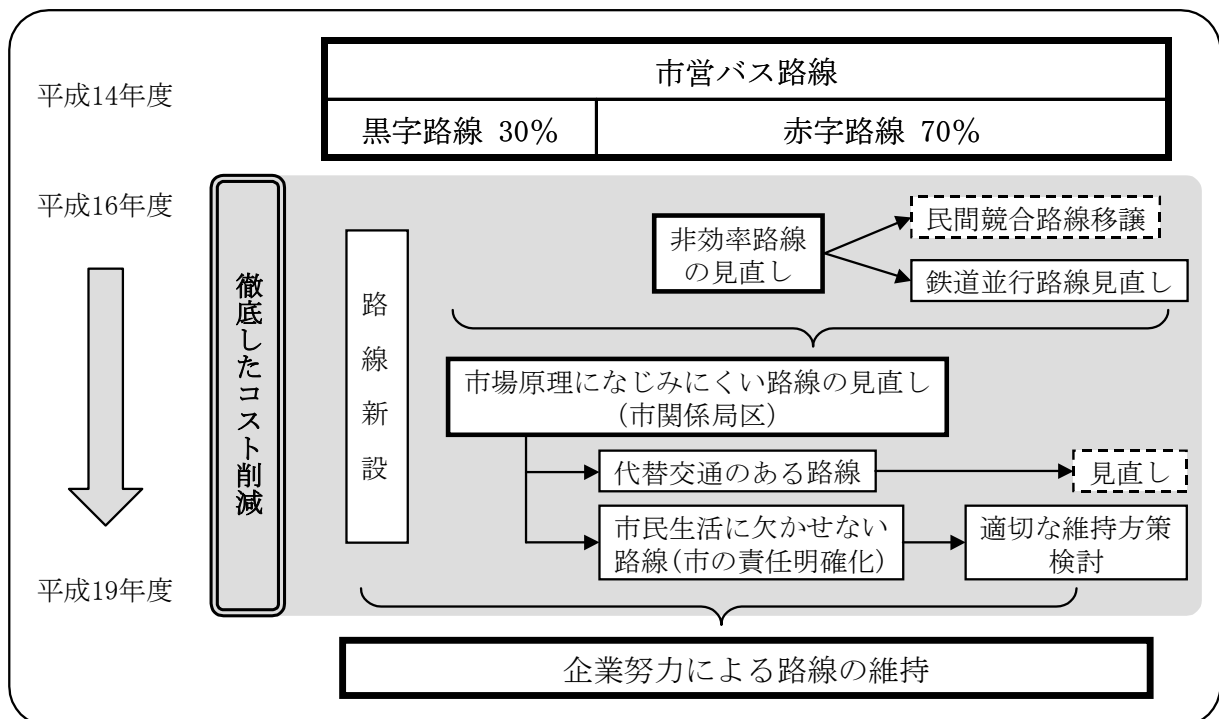 平成14年度
市営バス路線
黒字路線 30％
赤字路線 70％
平成16年度
徹底したコスト削減
路線新設
非効率路線
の見直し
民間競合路線移譲
鉄道並行路線見直し
市場原理になじみにくい路線の見直し
（市関係局区）
代替交通のある路線
見直し
市民生活に欠かせない
路線（市の責任明確化）
適切な維持方策
検討
平成19年度
企業努力による路線の維持